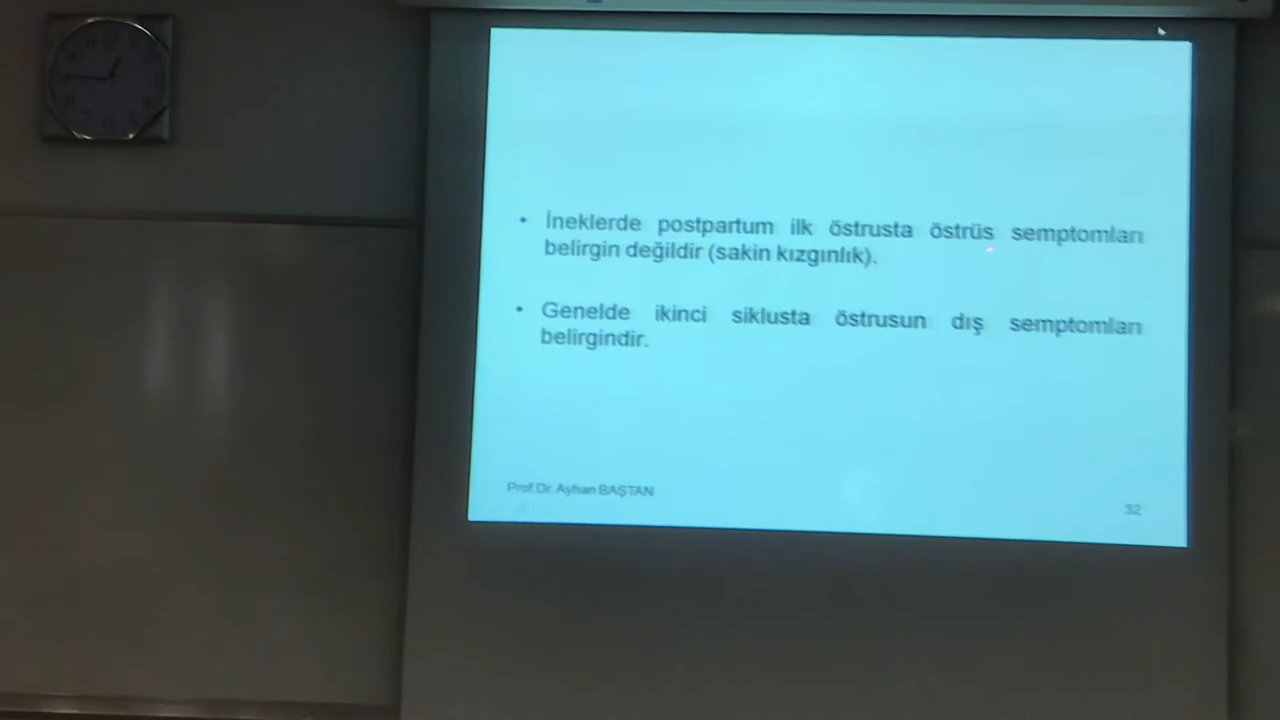 • İneklerde postpartum ilk östrusta östrüs semptomları
belirgin değildir (sakin kızgınlık).
• Genelde ikinci siklusta östrusun dış semptomları
belirgindir.
Prof.Dr. Ayhan BAŞTAN
32